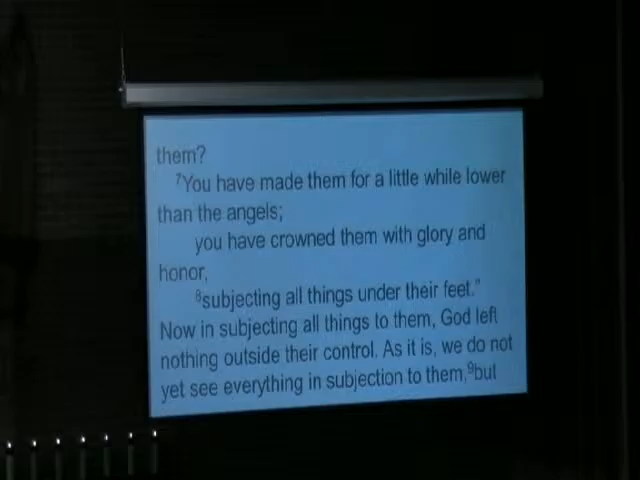 them?
⁷You have made them for a little while lower
than the angels;
you have crowned them with glory and
honor,
⁸subjecting all things under their feet."
Now in subjecting all things to them, God left
nothing outside their control. As it is, we do not
yet see everything in subjection to them,⁹but